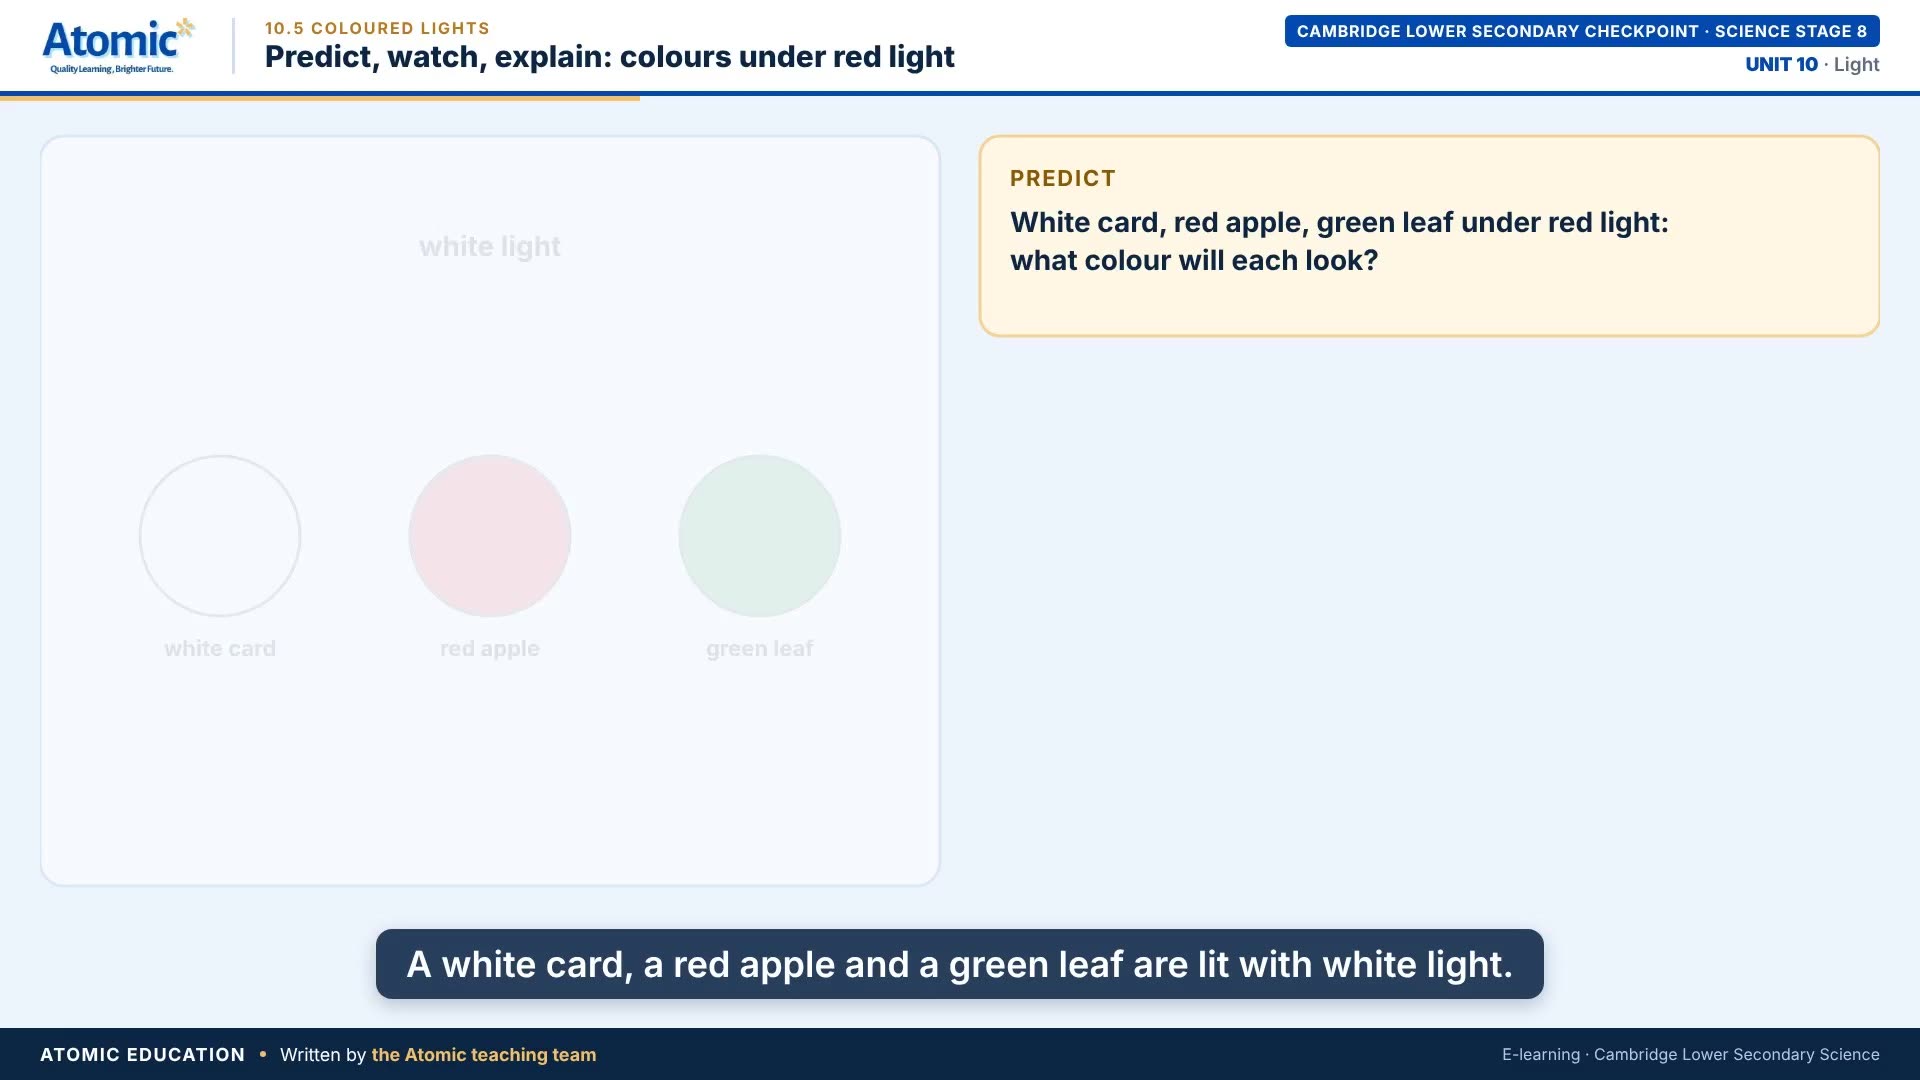 Atomic
Quality Learning, Brighter Future.
10.5 COLOURED LIGHTS
Predict, watch, explain: colours under red light
CAMBRIDGE LOWER SECONDARY CHECKPOINT · SCIENCE STAGE 8
UNIT 10 · Light
white light
white card
red apple
green leaf
PREDICT
White card, red apple, green leaf under red light:
what colour will each look?
A white card, a red apple and a green leaf are lit with white light.
ATOMIC EDUCATION • Written by the Atomic teaching team
E-learning · Cambridge Lower Secondary Science